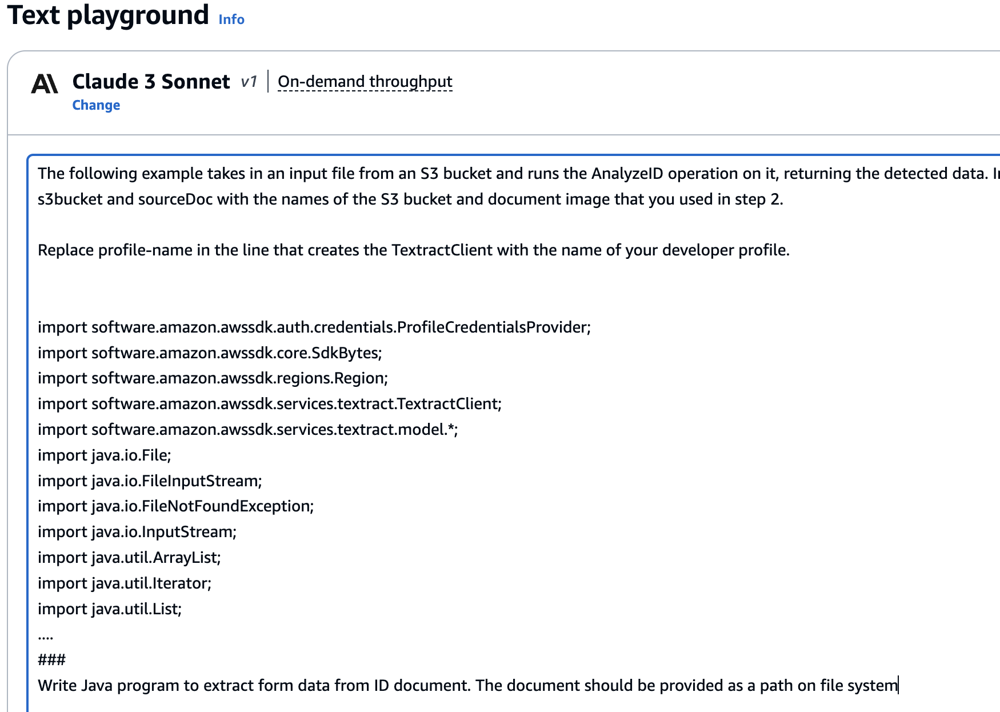 Text playground Info
Claude 3 Sonnet v1 On-demand throughput
Change
The following example takes in an input file from an S3 bucket and runs the AnalyzeID operation on it, returning the detected data.
s3bucket and sourceDoc with the names of the S3 bucket and document image that you used in step 2.
Replace profile-name in the line that creates the TextractClient with the name of your developer profile.
import software.amazon.awssdk.auth.credentials.ProfileCredentialsProvider;
import software.amazon.awssdk.core.SdkBytes;
import software.amazon.awssdk.regions.Region;
import software.amazon.awssdk.services.textract.TextractClient;
import software.amazon.awssdk.services.textract.model.*;
import java.io.File;
import java.io.FileInputStream;
import java.io.FileNotFoundException;
import java.io.InputStream;
import java.util.ArrayList;
import java.util.Iterator;
import java.util.List;
....
###
Write Java program to extract form data from ID document. The document should be provided as a path on file system